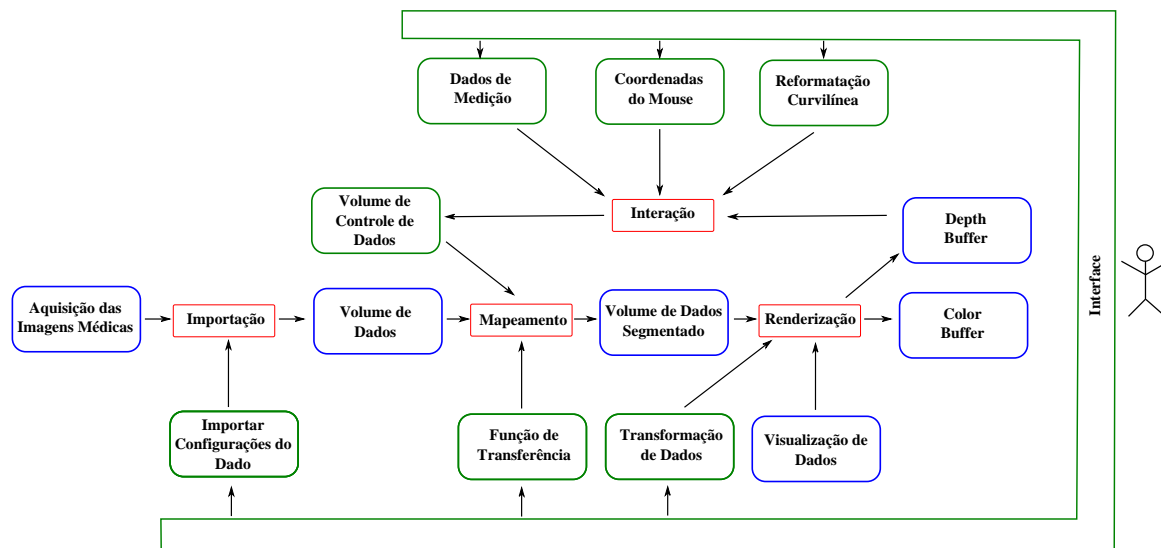 Dados de
Medição
Coordenadas
do Mouse
Reformatação
Curvilínea
Volume de
Controle de
Dados
Interação
Depth
Buffer
Interface
Aquisição das
Imagens Médicas
Importação
Volume de
Dados
Mapeamento
Volume de Dados
Segmentado
Renderização
Color
Buffer
Importar
Configurações do
Dado
Função de
Transferência
Transformação
de Dados
Visualização de
Dados